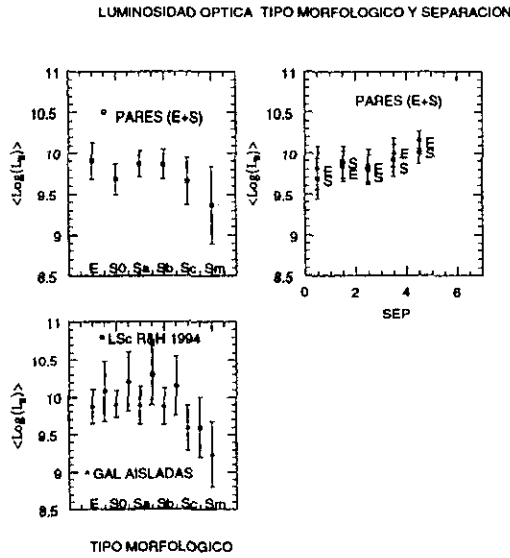 LUMINOSIDAD OPTICA TIPO MORFOLOGICO Y SEPARACION
11
10.5
10
9.5
9
8.5
<Log(L_B)>
PARES (E+S)
E S0 Sa Sb Sc Sm
11
10.5
10
9.5
9
8.5
<Log(L_B)>
PARES (E+S)
E
S
S
E
E
S
E
S
E
S
0 2 4 6
SEP
11
10.5
10
9.5
9
8.5
<Log(L_B)>
LSc R&H 1994
GAL AISLADAS
E S0 Sa Sb Sc Sm
TIPO MORFOLOGICO